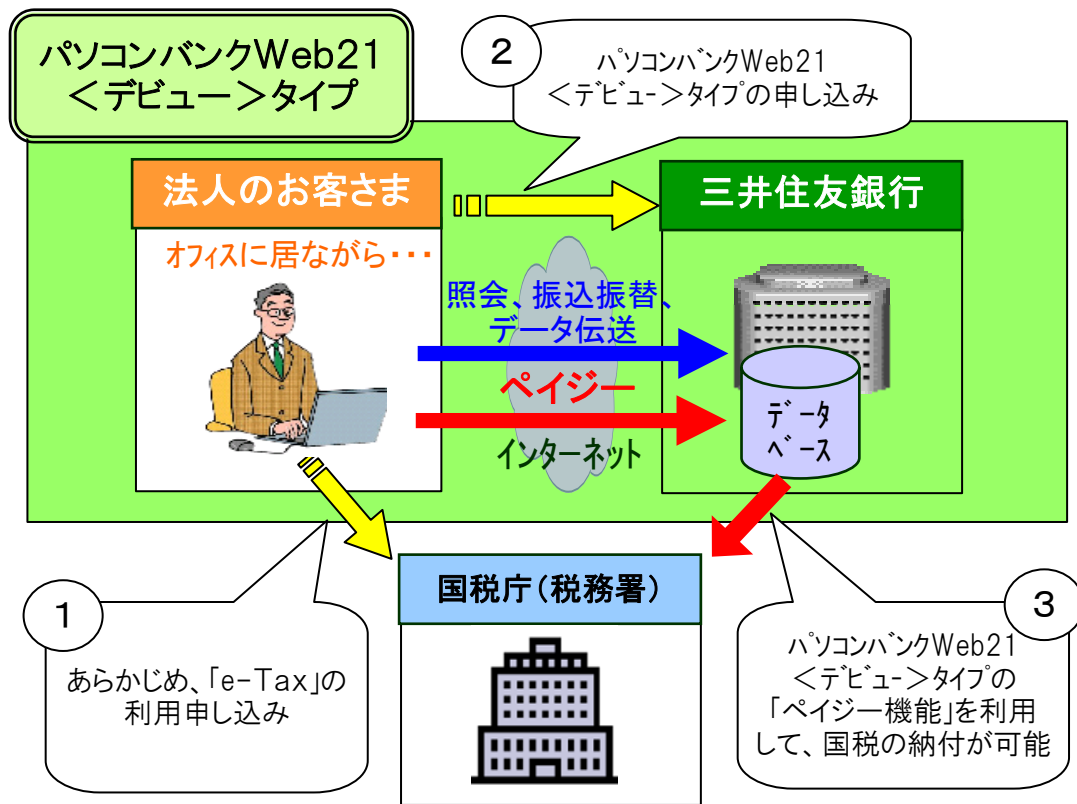 パソコンバンクWeb21
＜デビュー＞タイプ
2
パソコンバンクWeb21
＜デビュー＞タイプの申し込み
法人のお客さま
三井住友銀行
オフィスに居ながら・・・
照会、振込振替、
データ伝送
ペイジー
インターネット
データ
ベース
国税庁（税務署）
1
あらかじめ、「e-Tax」の
利用申し込み
3
パソコンバンクWeb21
＜デビュー＞タイプの
「ペイジー機能」を利用
して、国税の納付が可能